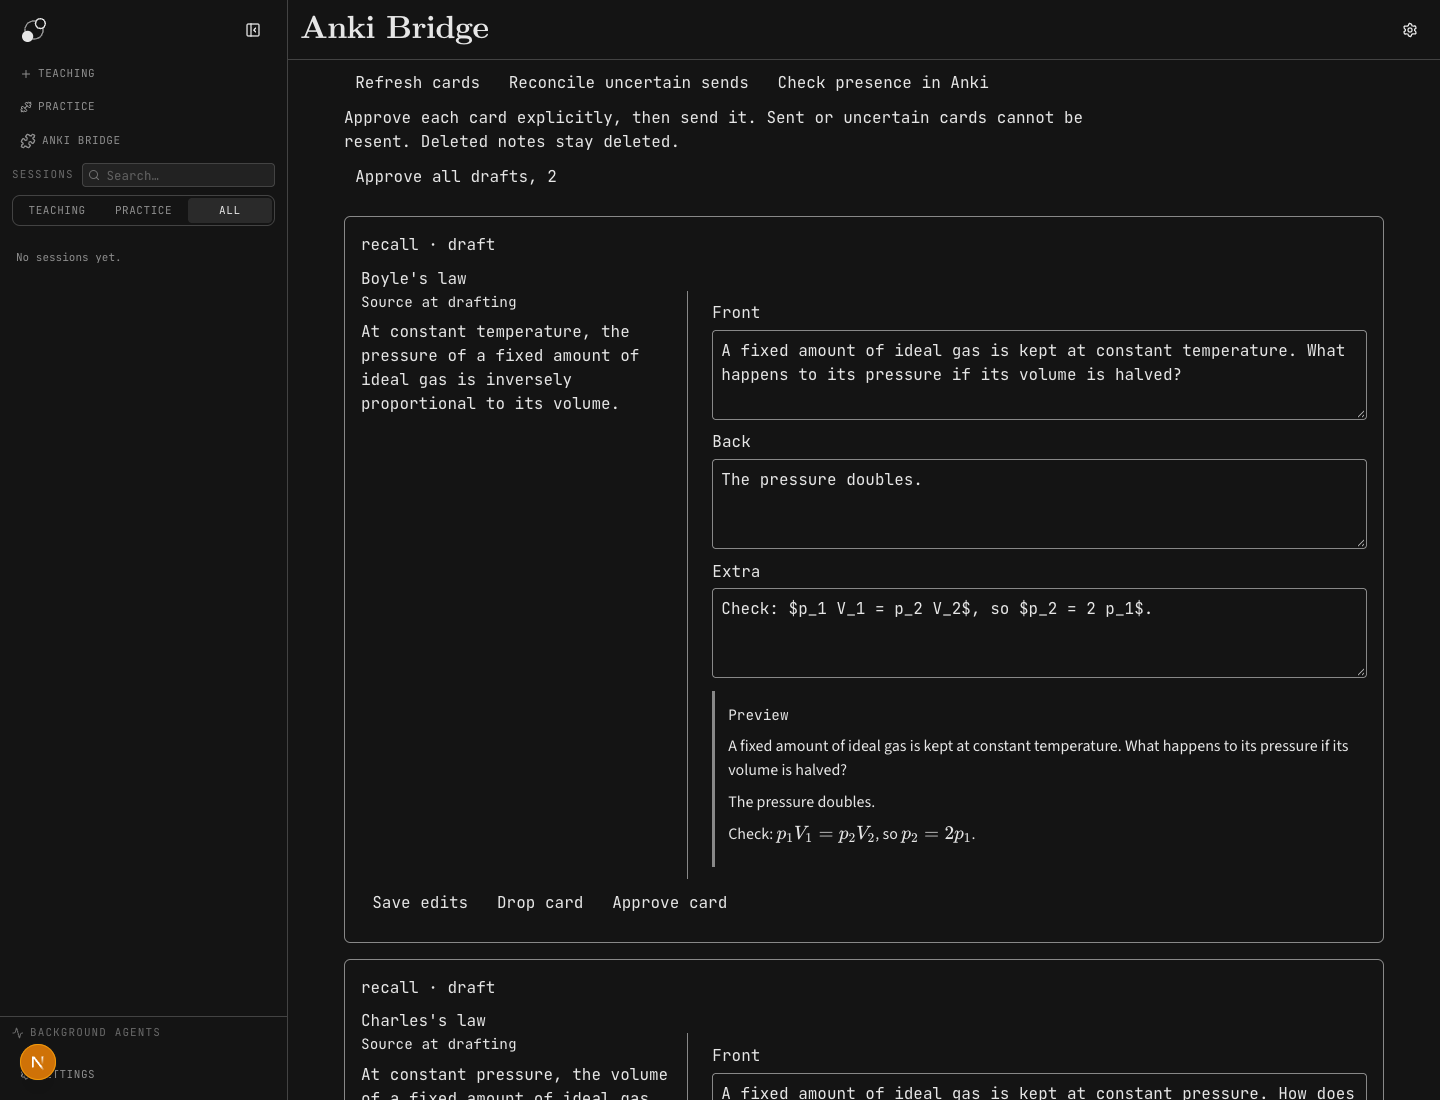 Anki Bridge
TEACHING
PRACTICE
ANKI BRIDGE
SESSIONS
Search…
TEACHING PRACTICE ALL
No sessions yet.
BACKGROUND AGENTS
N
TTINGS
Refresh cards Reconcile uncertain sends Check presence in Anki
Approve each card explicitly, then send it. Sent or uncertain cards cannot be
resent. Deleted notes stay deleted.
Approve all drafts, 2
recall · draft
Boyle's law
Source at drafting
At constant temperature, the
pressure of a fixed amount of
ideal gas is inversely
proportional to its volume.
Front
A fixed amount of ideal gas is kept at constant temperature. What
happens to its pressure if its volume is halved?
Back
The pressure doubles.
Extra
Check: $p_1 V_1 = p_2 V_2$, so $p_2 = 2 p_1$.
Preview
A fixed amount of ideal gas is kept at constant temperature. What happens to its pressure if its
volume is halved?
The pressure doubles.
Check: p₁V₁ = p₂V₂, so p₂ = 2p₁.
Save edits Drop card Approve card
recall · draft
Charles's law
Source at drafting
At constant pressure, the volume
of a fixed amount of ideal gas
Front
A fixed amount of ideal gas is kept at constant pressure. How does